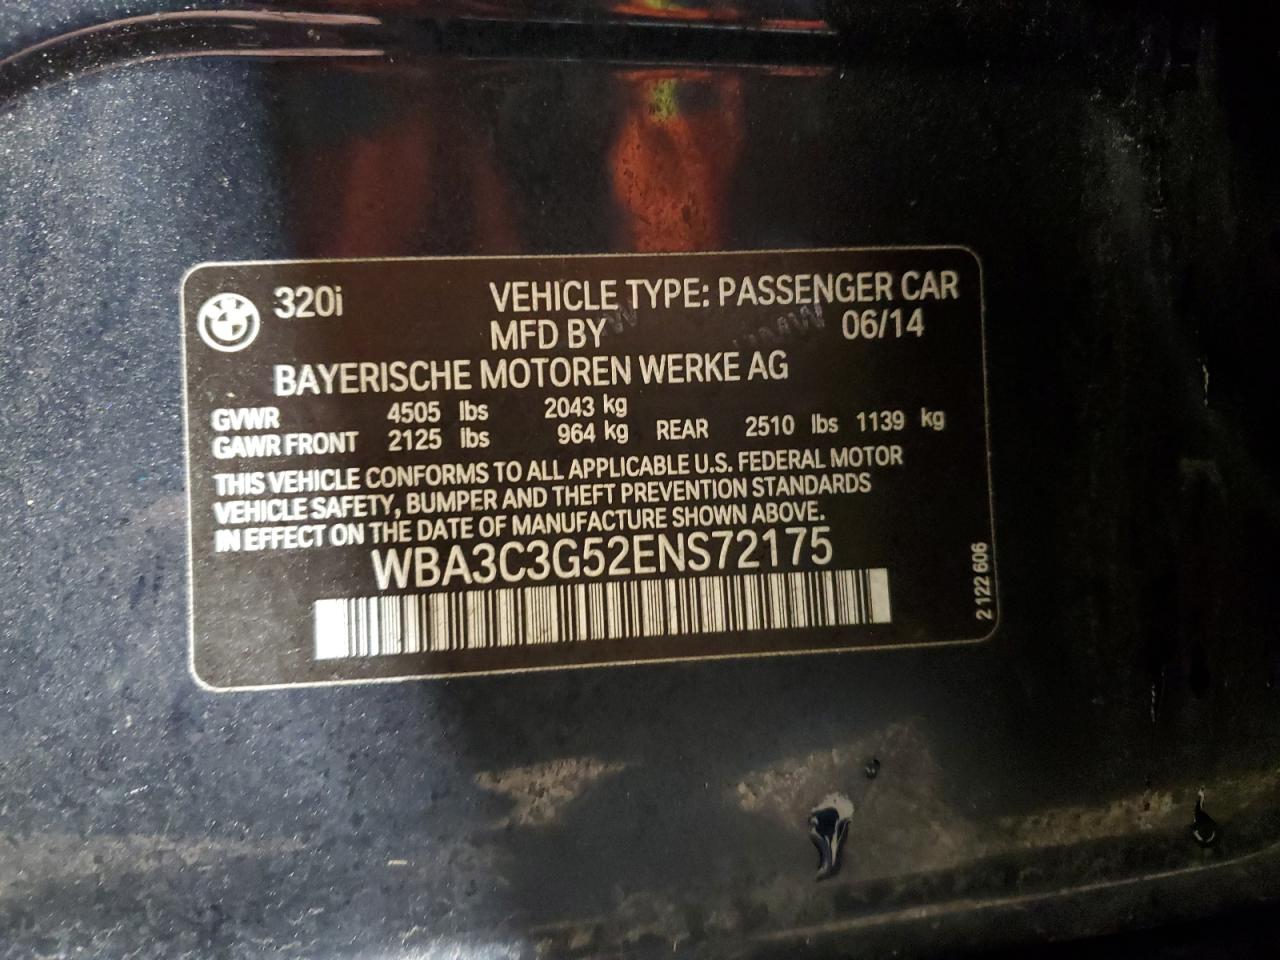 320i VEHICLE TYPE: PASSENGER CAR
MFD BY 06/14
BAYERISCHE MOTOREN WERKE AG
GVWR 4505 lbs 2043 kg
GAWR FRONT 2125 lbs 964 kg REAR 2510 lbs 1139 kg
THIS VEHICLE CONFORMS TO ALL APPLICABLE U.S. FEDERAL MOTOR
VEHICLE SAFETY, BUMPER AND THEFT PREVENTION STANDARDS
IN EFFECT ON THE DATE OF MANUFACTURE SHOWN ABOVE.
WBA3C3G52ENS72175
2 122 606